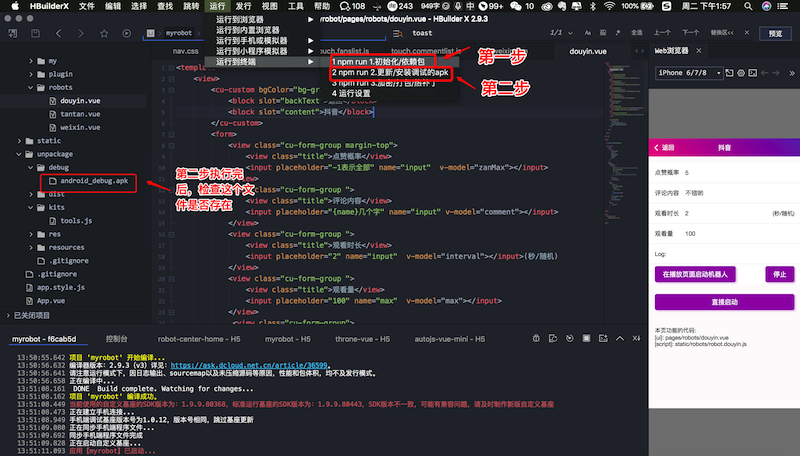 HBuilderX 文件 编辑 选择 查找 跳转 运行 发行 视图 工具 帮助 108 949字 99+ 100% 周二下午1:57
myrobot
robot/pages/robots/douyin.vue - HBuilder X 2.9.3
toast
1/1 Aa 全选 上一个 下一个 替换区<< 预览
运行到浏览器
运行到内置浏览器
运行到手机或模拟器
运行到小程序模拟器
运行到终端
1 npm run 1.初始化/依赖包
2 npm run 2.更新/安装调试的apk
3 npm run 3.加密/打包/热补丁
4 运行设置
第一步
第二步
nav.css
touch.fanslist.js
touch.commentlist.js
douyin.vue
my
plugin
robots
douyin.vue
tantan.vue
weixin.vue
static
unpackage
debug
android_debug.apk
dist
kits
tools.js
res
resources
.gitignore
.gitignore
app.style.js
App.vue
已关闭项目
第二步执行完
后，检查这个文
件是否存在
<view>
<cu-custom bgColor="bg-gra
<block slot="backText">返回</block>
<block slot="content">抖音</block>
</cu-custom>
<form>
<view class="cu-form-group margin-top">
<view class="title">点赞概率</view>
<input placeholder="-1表示全部" name="input" v-model="zanMax"></input>
</view>
<view class="cu-form-group ">
<view class="title">评论内容</view>
<input placeholder="{name}几个字" name="input" v-model="comment"></input>
</view>
<view class="cu-form-group ">
<view class="title">观看时长</view>
<input placeholder="2" name="input" v-model="interval"></input>(秒/随机)
</view>
<view class="cu-form-group ">
<view class="title">观看量</view>
<input placeholder="100" name="max" v-model="max"></input>
</view>
Web浏览器
iPhone 6/7/8
返回 抖音
点赞概率 5
评论内容 不错哟
观看时长 2 (秒/随机)
观看量 100
Log:
在播放页面启动机器人 停止
直接启动
本页功能的代码:
[ui]: pages/robots/douyin.vue
[script]: static/robots/robot.douyin.js
myrobot - f6cab5d 控制台 robot-center-home - H5 throne-vue - H5 autojs-vue-mini - H5
13:50:55.642 项目 'myrobot' 开始编译...
13:50:56.632 编译器版本: 2.9.3 (v3) 详见：https://ask.dcloud.net.cn/article/36599。
13:50:56.641 请注意运行模式下，因日志输出、sourcemap以及未压缩源码等原因，性能和包体积，均不及发行模式。
13:50:56.658 正在编译中...
13:51:08.161 DONE Build complete. Watching for changes...
13:51:08.162 项目 'myrobot' 编译成功。
13:51:08.449 当前使用的自定义基座的SDK版本为：1.9.9.80368，标准运行基座的SDK版本为：1.9.9.80443，SDK版本不一致，可能有兼容问题，请及时制作新版自定义基座
13:51:08.473 正在建立手机连接...
13:51:08.949 手机端调试基座版本号为1.0.12，版本号相同，跳过基座更新
13:51:09.080 正在同步手机端程序文件...
13:51:09.692 同步手机端程序文件完成
13:51:09.828 正在启动自定义基座...
13:51:11.093 应用【myrobot】已启动...